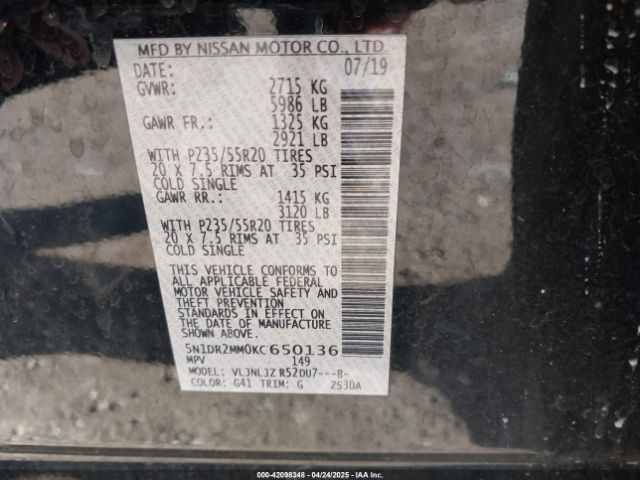 MFD BY NISSAN MOTOR CO., LTD.
DATE: 07/19
GVWR: 2715 KG
5986 LB
GAWR FR.: 1325 KG
2921 LB
WITH P235/55R20 TIRES
20 X 7.5 RIMS AT 35 PSI
COLD SINGLE
GAWR RR.: 1415 KG
3120 LB
WITH P235/55R20 TIRES
20 X 7.5 RIMS AT 35 PSI
COLD SINGLE
THIS VEHICLE CONFORMS TO
ALL APPLICABLE FEDERAL
MOTOR VEHICLE SAFETY AND
THEFT PREVENTION
STANDARDS IN EFFECT ON
THE DATE OF MANUFACTURE
SHOWN ABOVE.
5N1DR2MM0KC650136
MPV 149
MODEL: VLJNLJZ R52DU7---B-
COLOR: G41 TRIM: G 2S30A
000-42098348 - 04/24/2025 - IAA Inc.